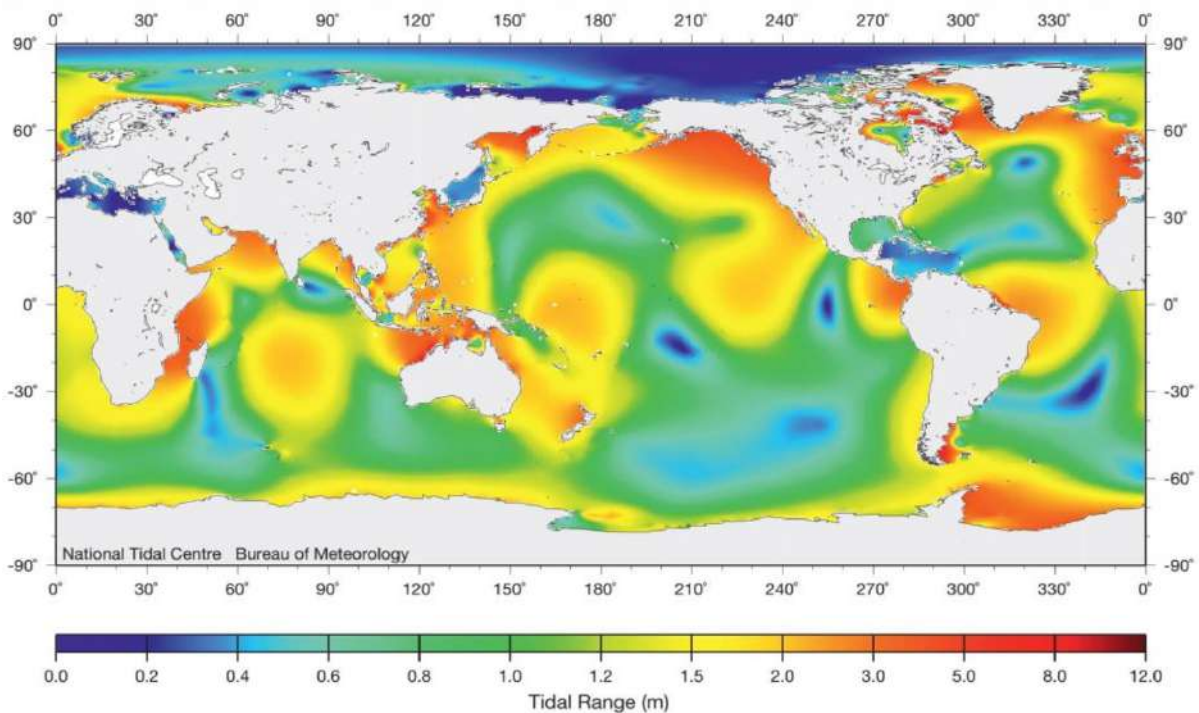 0° 30° 60° 90° 120° 150° 180° 210° 240° 270° 300° 330° 0°
90° 90°
60° 60°
30° 30°
0° 0°
-30° -30°
-60° -60°
National Tidal Centre Bureau of Meteorology
-90° -90°
0° 30° 60° 90° 120° 150° 180° 210° 240° 270° 300° 330° 0°
0.0 0.2 0.4 0.6 0.8 1.0 1.2 1.5 2.0 3.0 5.0 8.0 12.0
Tidal Range (m)